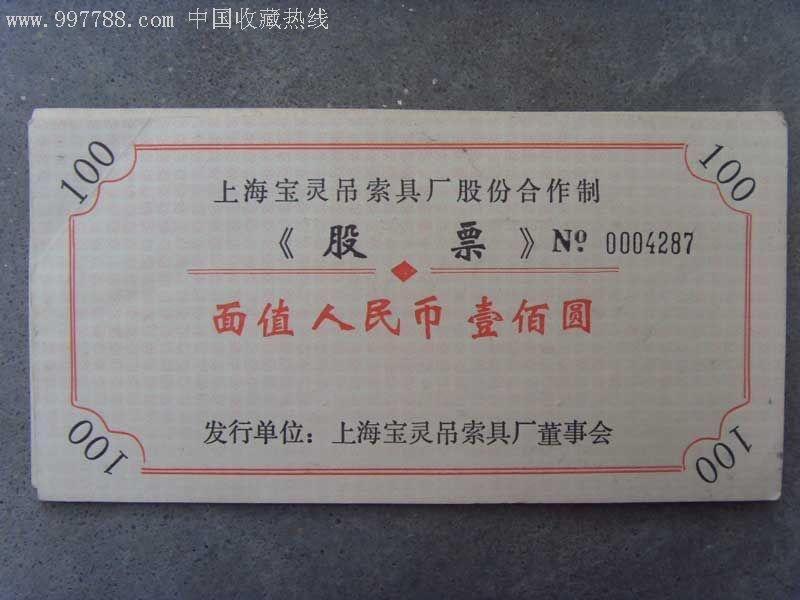 www.997788.com 中国收藏热线
100 100
上海宝灵吊索具厂股份合作制
《股票》 Nº 0004287
面值人民币壹佰圆
发行单位：上海宝灵吊索具厂董事会
100 100